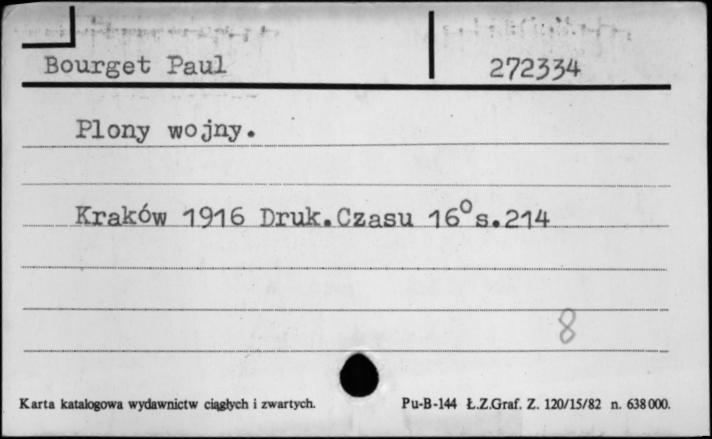 Bourget Paul 272334
Plony wojny.
Kraków 1916 Druk.Czasu 16° s.214
8
Karta katalogowa wydawnictw ciągłych i zwartych. Pu-B-144 Ł.Z.Graf. Z. 120/15/82 n. 638000.